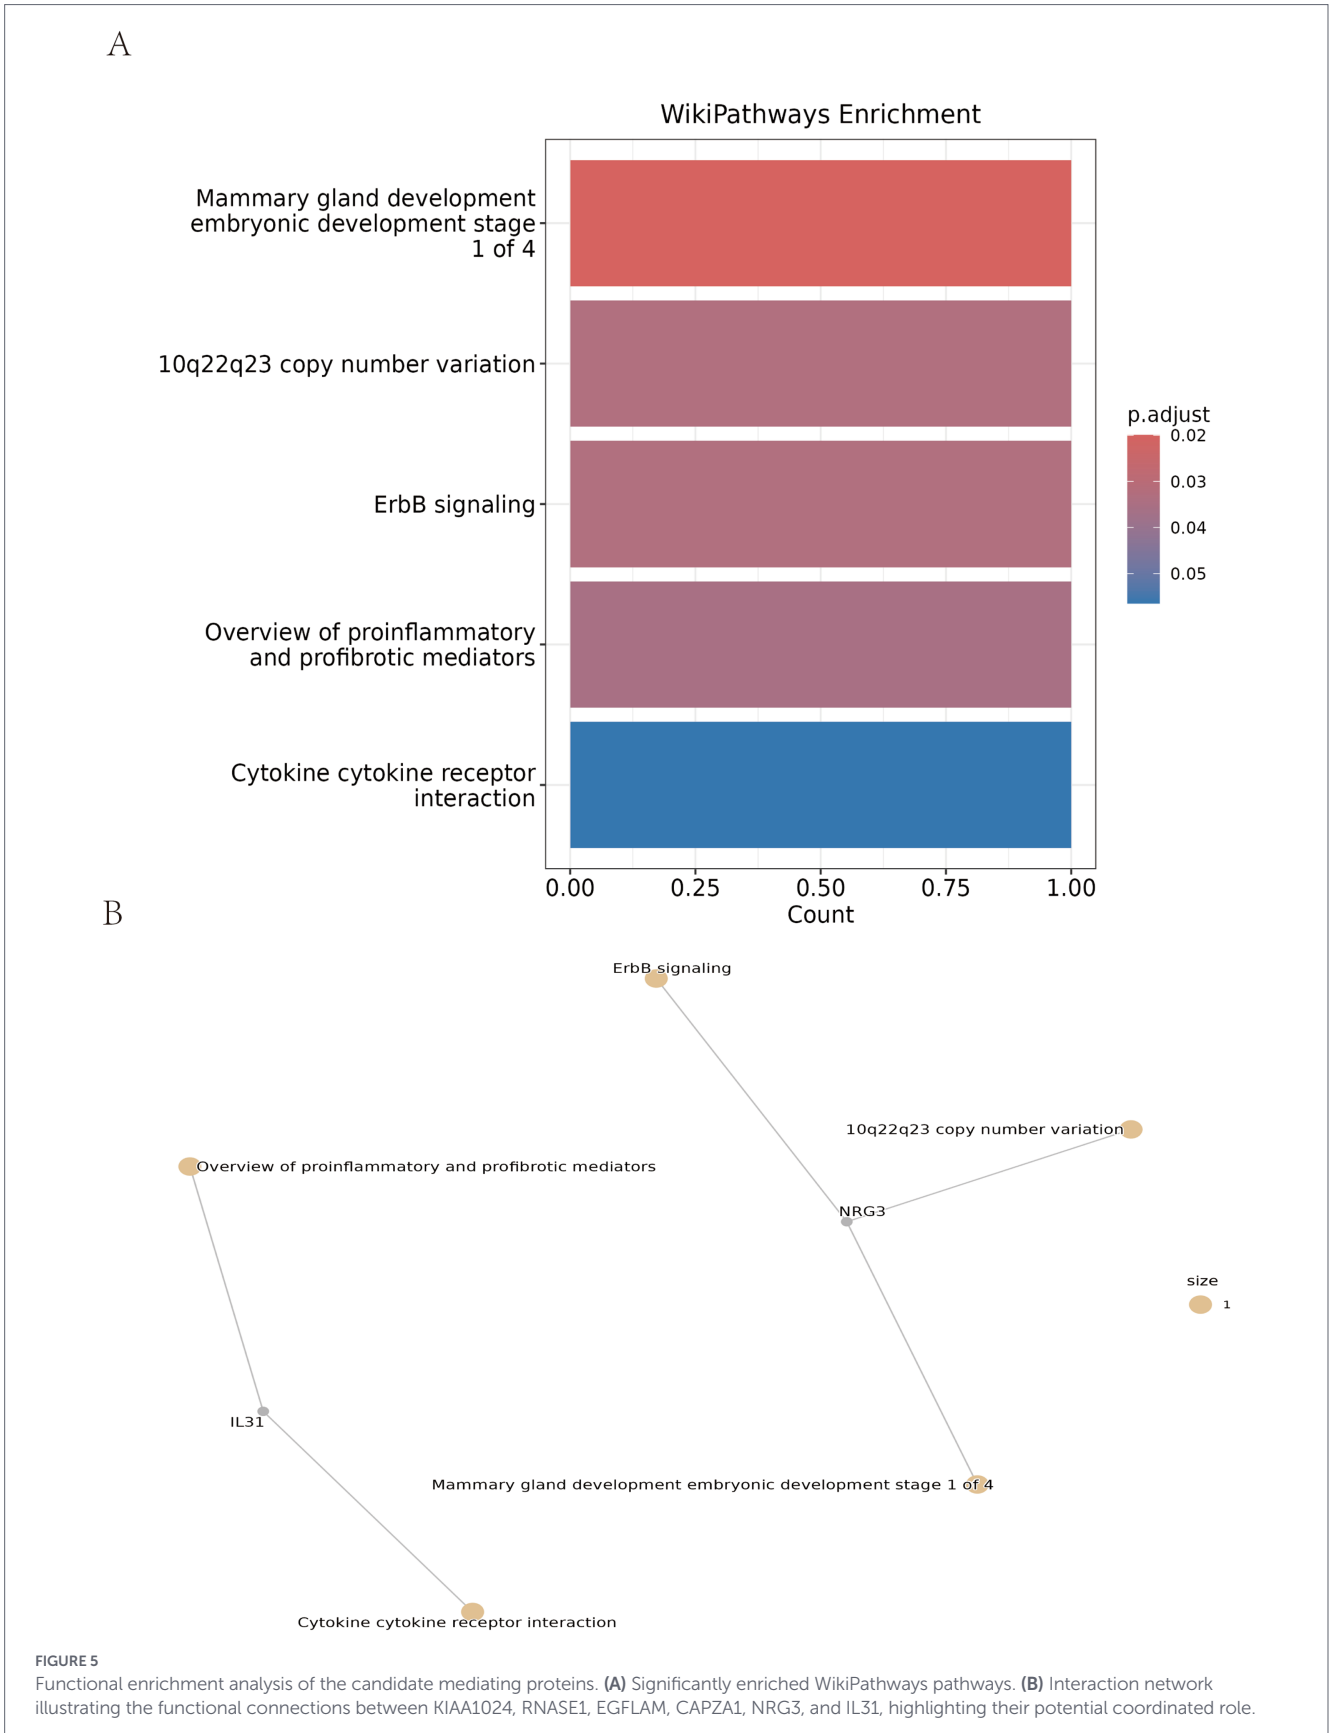 A
WikiPathways Enrichment
Mammary gland development
embryonic development stage
1 of 4
10q22q23 copy number variation
ErbB signaling
Overview of proinflammatory
and profibrotic mediators
Cytokine cytokine receptor
interaction
0.00 0.25 0.50 0.75 1.00
Count
p.adjust
0.02
0.03
0.04
0.05
B
ErbB signaling
10q22q23 copy number variation
Overview of proinflammatory and profibrotic mediators
NRG3
size
1
IL31
Mammary gland development embryonic development stage 1 of 4
Cytokine cytokine receptor interaction
FIGURE 5
Functional enrichment analysis of the candidate mediating proteins. (A) Significantly enriched WikiPathways pathways. (B) Interaction network
illustrating the functional connections between KIAA1024, RNASE1, EGFLAM, CAPZA1, NRG3, and IL31, highlighting their potential coordinated role.